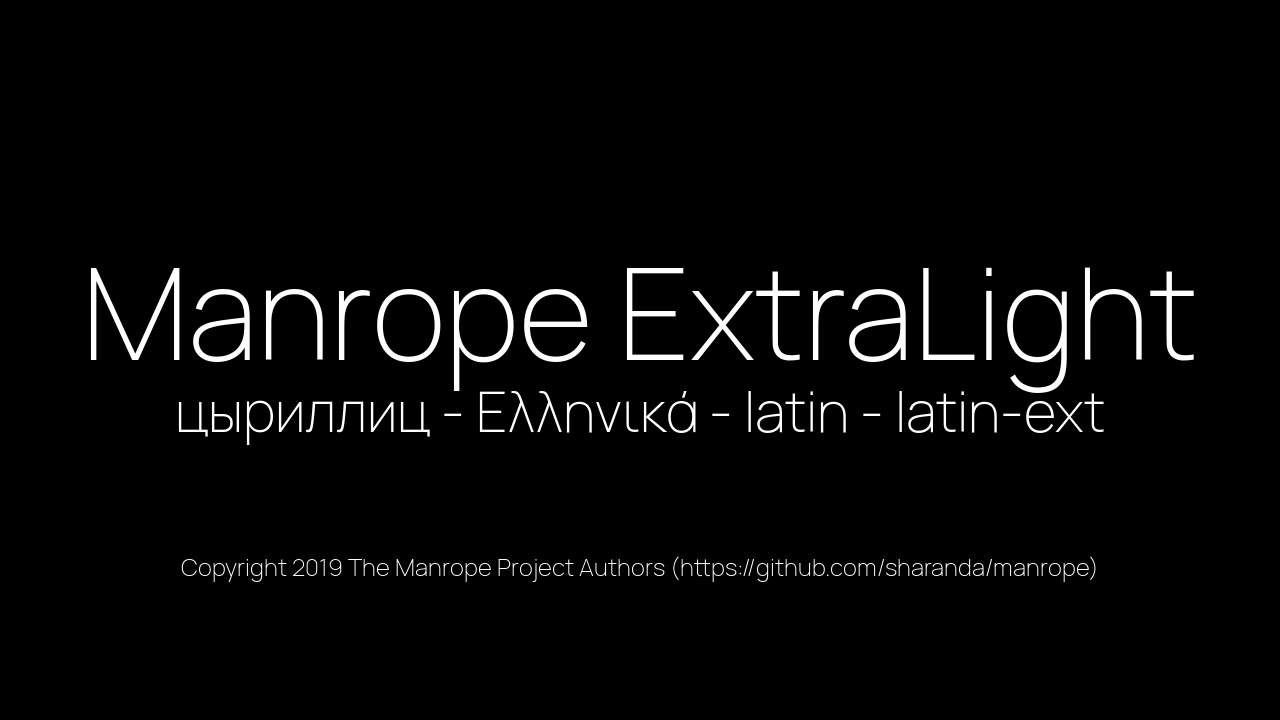 Manrope ExtraLight
цыриллиц - Ελληνικά - latin - latin-ext
Copyright 2019 The Manrope Project Authors (https://github.com/sharanda/manrope)